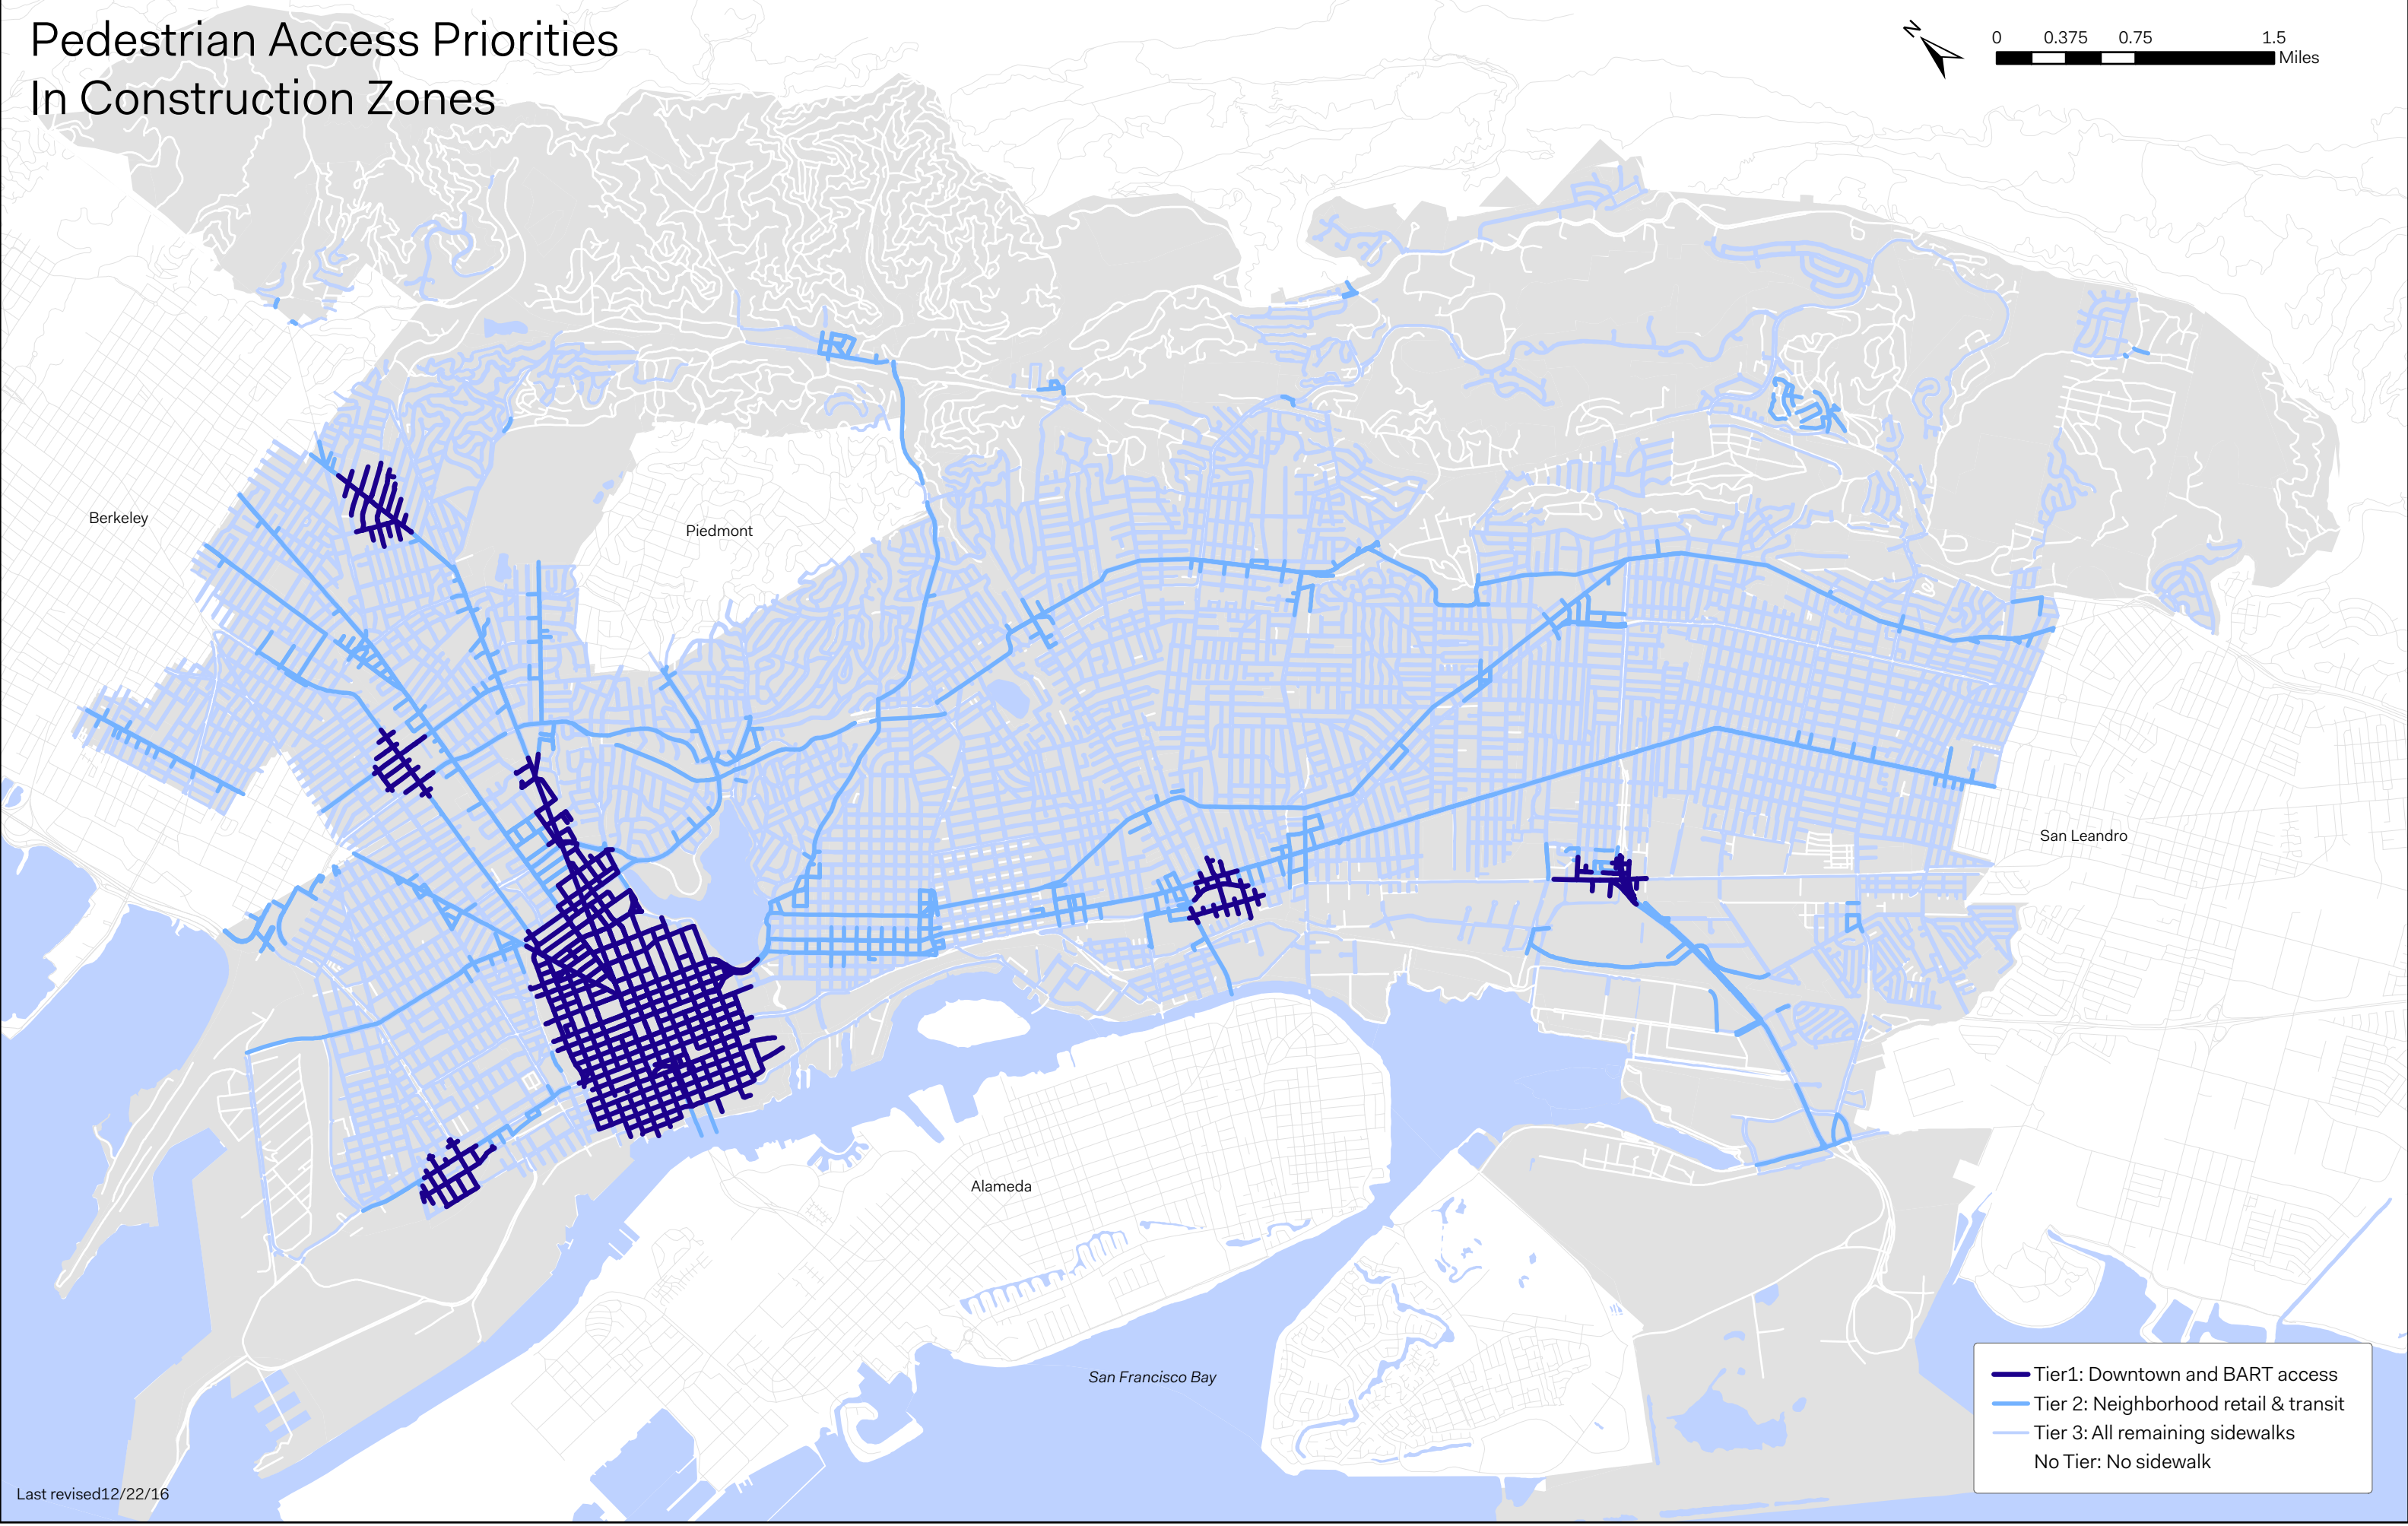 Pedestrian Access Priorities
In Construction Zones
N
0 0.375 0.75 1.5
Miles
Berkeley
Piedmont
San Leandro
Alameda
San Francisco Bay
Tier1: Downtown and BART access
Tier 2: Neighborhood retail & transit
Tier 3: All remaining sidewalks
No Tier: No sidewalk
Last revised12/22/16